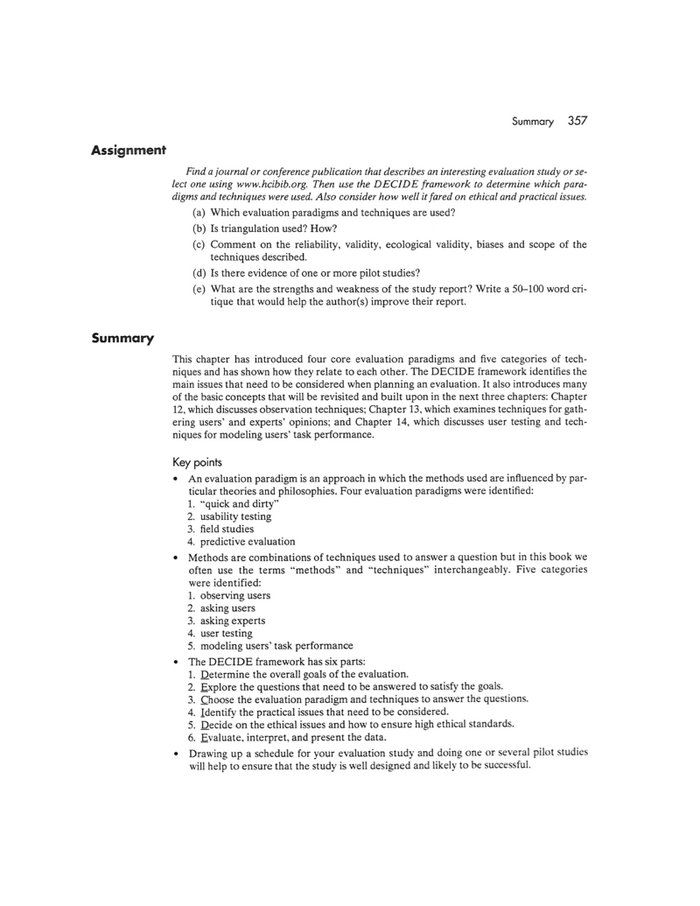 Summary 357
Assignment
Find a journal or conference publication that describes an interesting evaluation study or se-
lect one using www.hcibib.org. Then use the DECIDE framework to determine which para-
digms and techniques were used. Also consider how well it fared on ethical and practical issues.
(a) Which evaluation paradigms and techniques are used?
(b) Is triangulation used? How?
(c) Comment on the reliability, validity, ecological validity, biases and scope of the
techniques described.
(d) Is there evidence of one or more pilot studies?
(e) What are the strengths and weakness of the study report? Write a 50–100 word cri-
tique that would help the author(s) improve their report.
Summary
This chapter has introduced four core evaluation paradigms and five categories of tech-
niques and has shown how they relate to each other. The DECIDE framework identifies the
main issues that need to be considered when planning an evaluation. It also introduces many
of the basic concepts that will be revisited and built upon in the next three chapters: Chapter
12, which discusses observation techniques; Chapter 13, which examines techniques for gath-
ering users' and experts' opinions; and Chapter 14, which discusses user testing and tech-
niques for modeling users' task performance.
Key points
• An evaluation paradigm is an approach in which the methods used are influenced by par-
ticular theories and philosophies. Four evaluation paradigms were identified:
1. "quick and dirty"
2. usability testing
3. field studies
4. predictive evaluation
• Methods are combinations of techniques used to answer a question but in this book we
often use the terms "methods" and "techniques" interchangeably. Five categories
were identified:
1. observing users
2. asking users
3. asking experts
4. user testing
5. modeling users' task performance
• The DECIDE framework has six parts:
1. Determine the overall goals of the evaluation.
2. Explore the questions that need to be answered to satisfy the goals.
3. Choose the evaluation paradigm and techniques to answer the questions.
4. Identify the practical issues that need to be considered.
5. Decide on the ethical issues and how to ensure high ethical standards.
6. Evaluate, interpret, and present the data.
• Drawing up a schedule for your evaluation study and doing one or several pilot studies
will help to ensure that the study is well designed and likely to be successful.